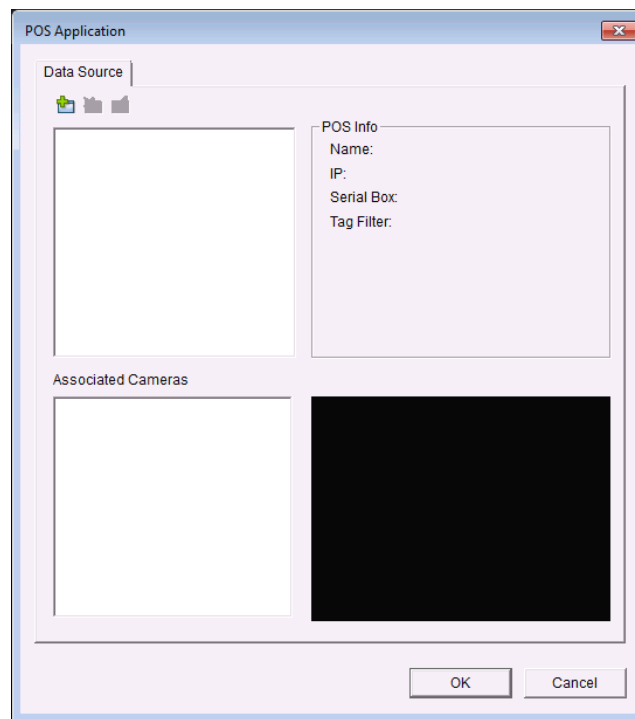 POS Application
Data Source
POS Info
Name:
IP:
Serial Box:
Tag Filter:
Associated Cameras
OK
Cancel